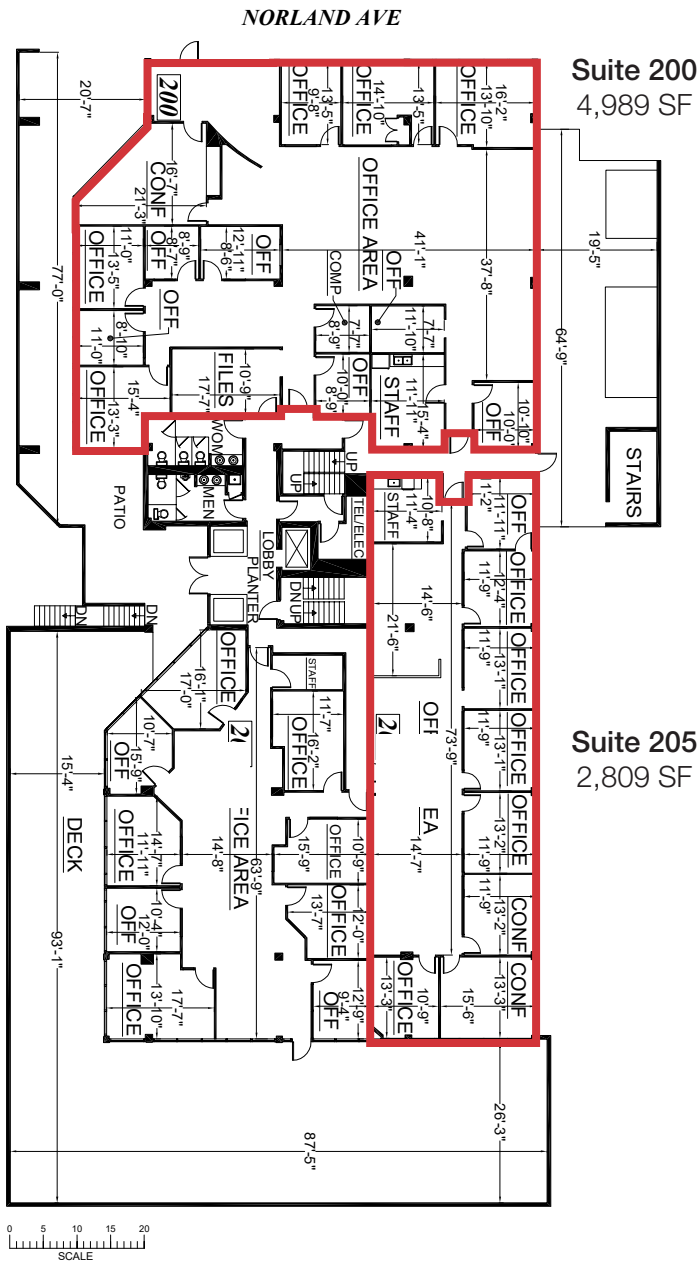 NORLAND AVE
Suite 200
4,989 SF
20'-7"
200
OFFICE
13'-5"
9'-8"
OFFICE
14'-10"
13'-5"
OFFICE
16'-2"
13'-10"
CONF
16'-7"
21'-3"
OFFICE AREA
41'-1"
37'-8"
19'-5"
64'-9"
77'-0"
OFFICE
11'-0"
13'-5"
OFF
8'-9"
8'-7"
OFF
12'-11"
8'-6"
OFF
8'-10"
11'-0"
COMP
7'-7"
8'-9"
OFF
7'-7"
11'-10"
OFFICE
15'-4"
13'-3"
FILES
10'-9"
17'-7"
OFF
10'-0"
8'-9"
STAFF
15'-4"
11'-11"
OFF
10'-10"
10'-0"
STAIRS
PATIO
WOM
MEN
UP
UP
TEL/ELEC
LOBBY
PLANTER
DN
UP
DN
DN
STAFF
10'-8"
11'-4"
OFF
11'-11"
11'-2"
14'-6"
21'-6"
OFFICE
12'-4"
11'-9"
OFFICE
13'-1"
11'-9"
OFFICE
13'-1"
11'-9"
OFFICE
13'-2"
11'-9"
CONF
13'-2"
11'-9"
CONF
13'-3"
15'-6"
OFFICE
10'-9"
13'-3"
73'-9"
14'-7"
EA
Suite 205
2,809 SF
OFFICE
16'-1"
17'-0"
STAFF
OFFICE
11'-7"
16'-2"
OFF
10'-7"
15'-9"
OFFICE
14'-7"
11'-11"
ICE AREA
63'-9"
14'-8"
OFFICE
10'-9"
15'-9"
OFF
10'-4"
12'-0"
OFFICE
12'-0"
13'-7"
OFFICE
17'-7"
13'-10"
OFF
12'-9"
9'-4"
DECK
15'-4"
93'-1"
26'-3"
87'-5"
0 5 10 15 20
SCALE